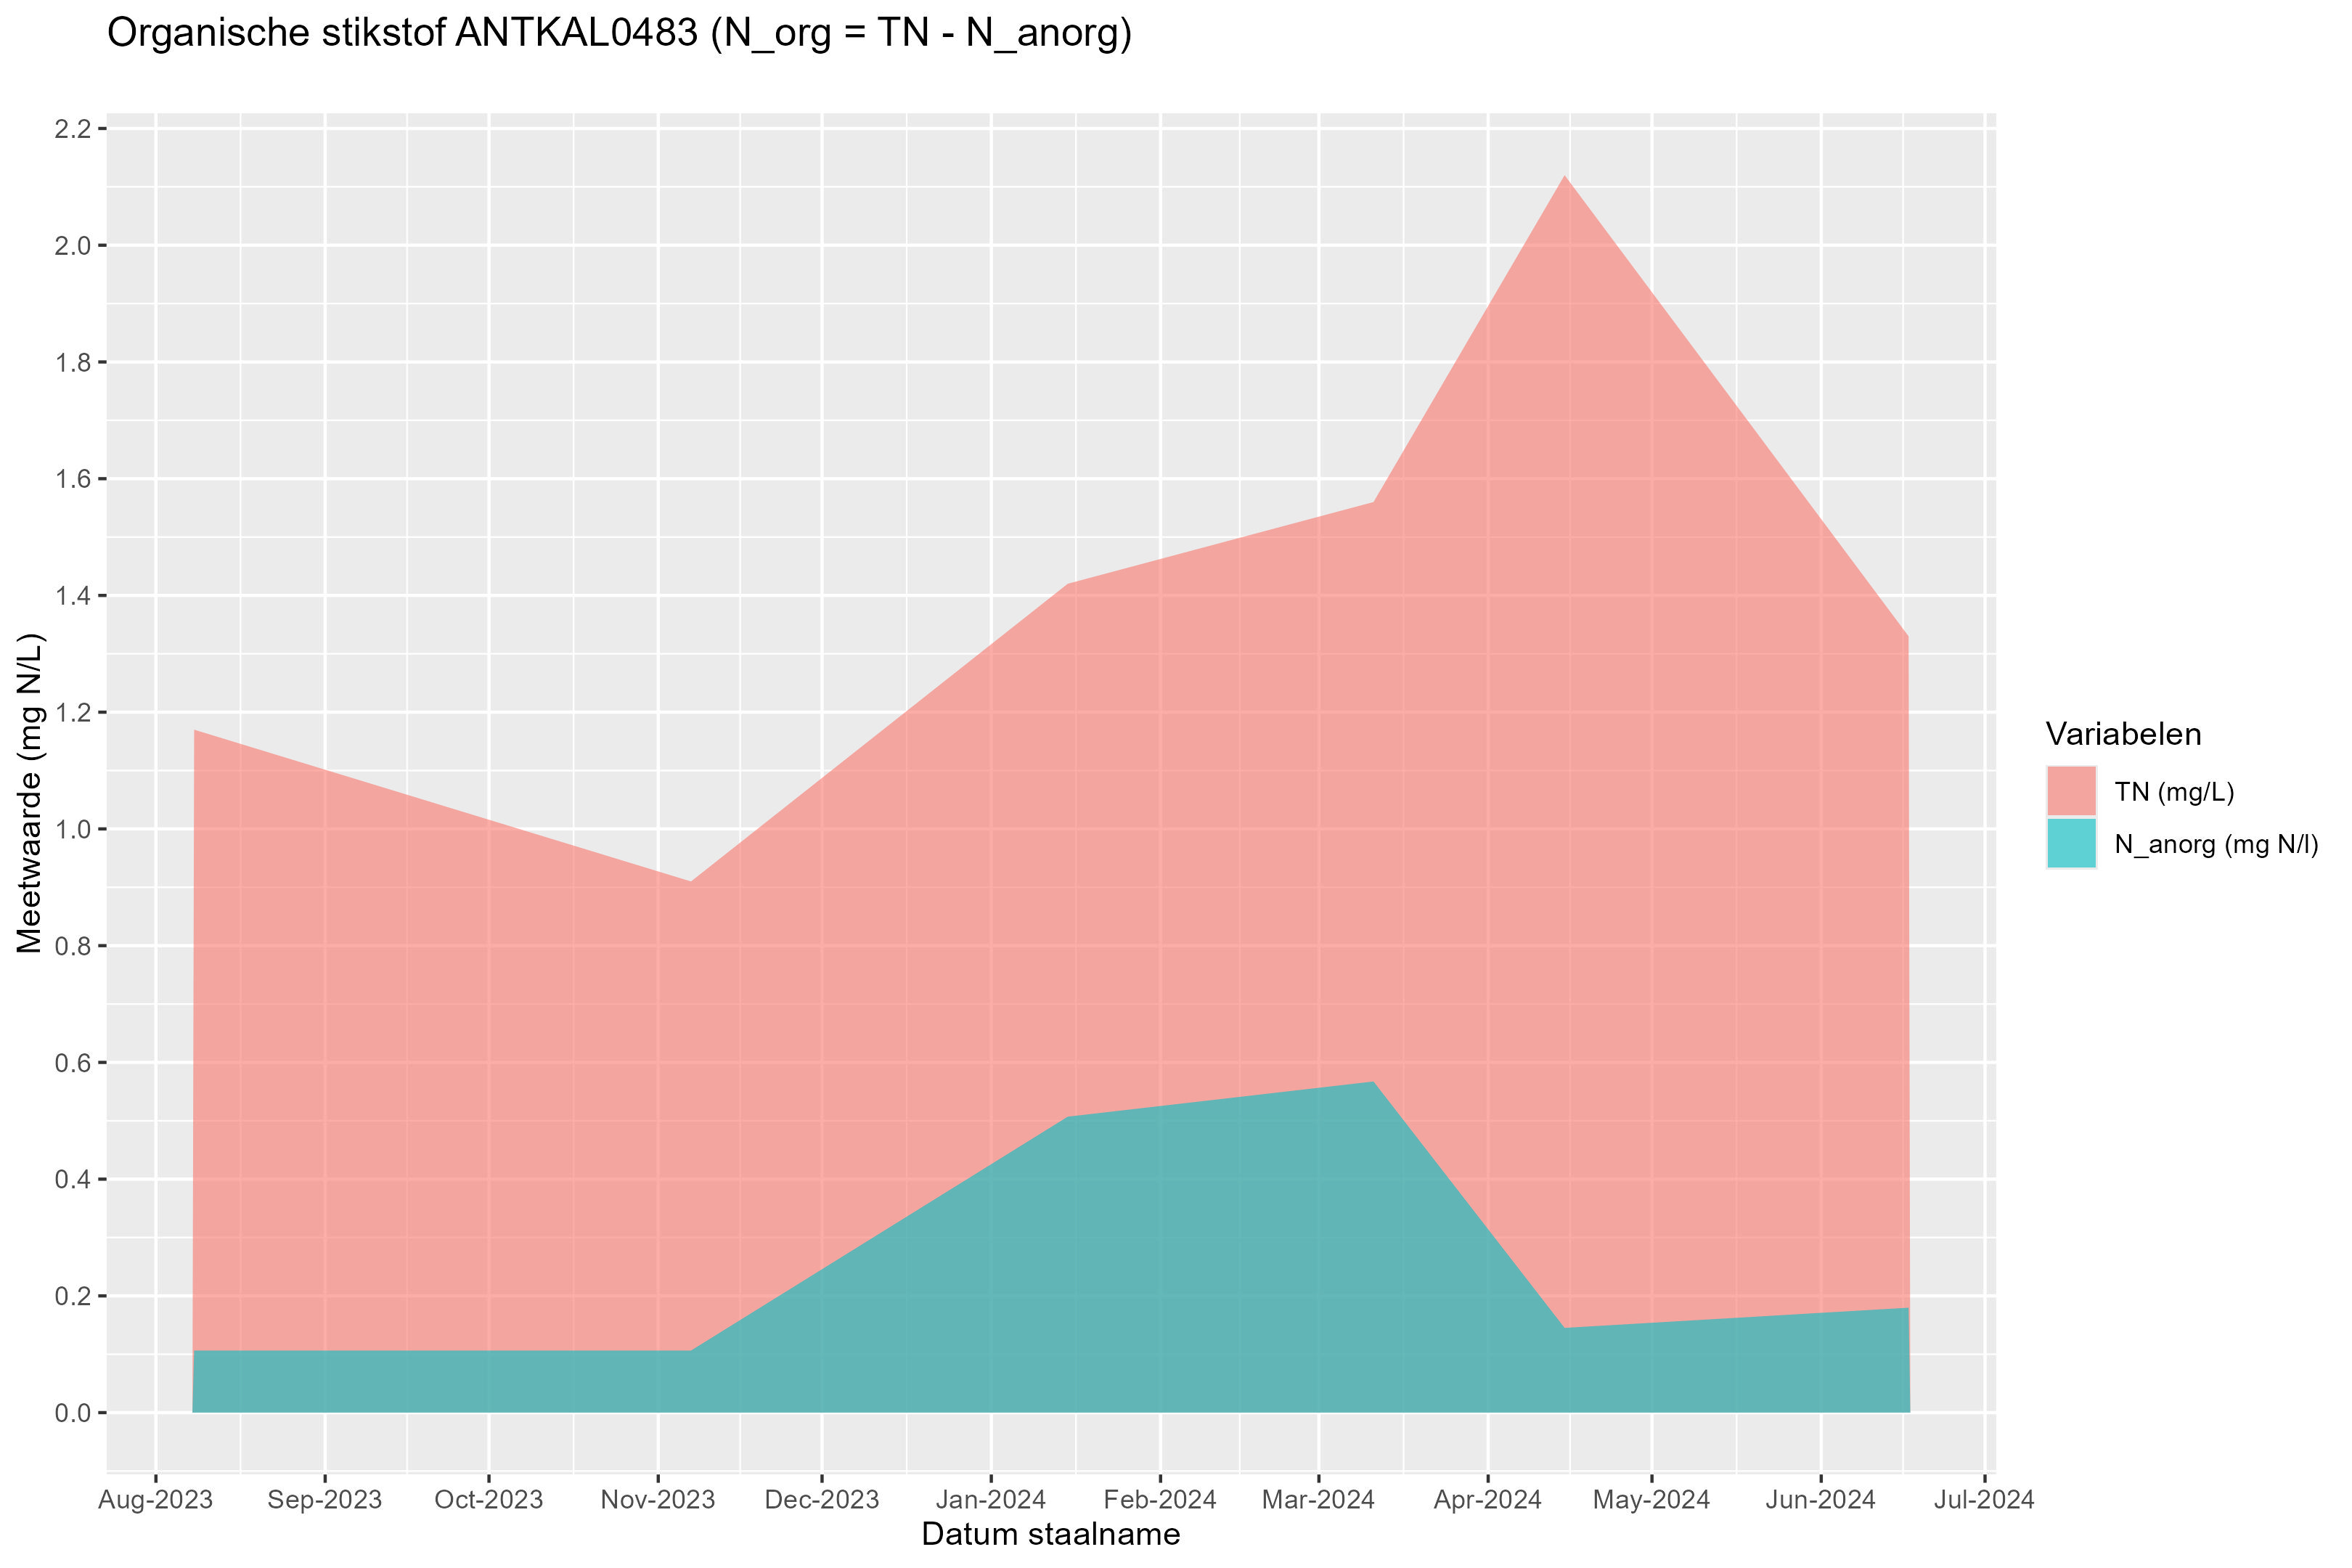 Organische stikstof ANTKAL0483 (N_org = TN - N_anorg)
Meetwaarde (mg N/L)
2.2
2.0
1.8
1.6
1.4
1.2
1.0
0.8
0.6
0.4
0.2
0.0
Aug-2023 Sep-2023 Oct-2023 Nov-2023 Dec-2023 Jan-2024 Feb-2024 Mar-2024 Apr-2024 May-2024 Jun-2024 Jul-2024
Datum staalname
Variabelen
TN (mg/L)
N_anorg (mg N/l)